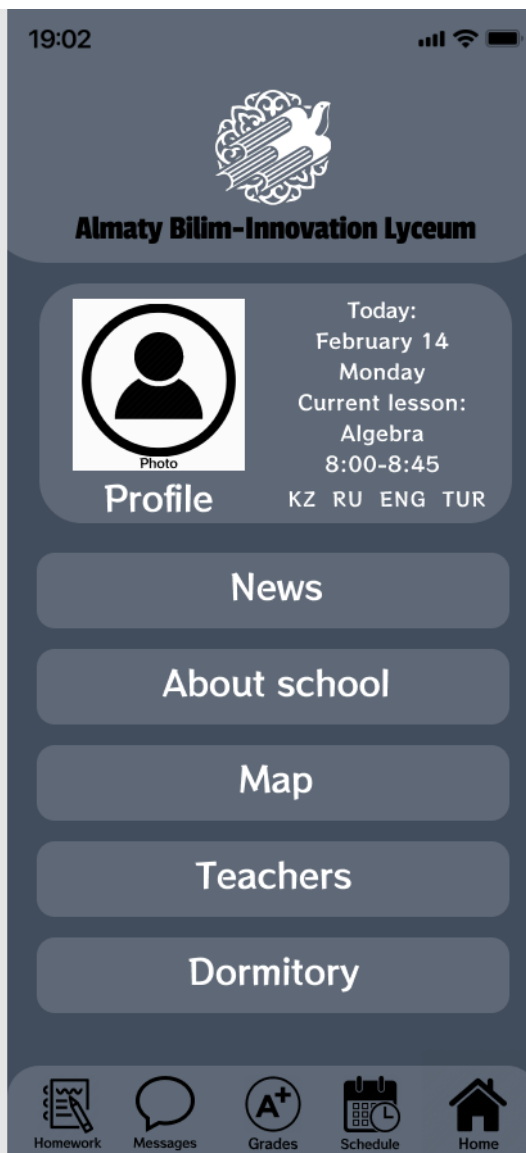 19:02
Almaty Bilim-Innovation Lyceum
Photo
Profile
Today:
February 14
Monday
Current lesson:
Algebra
8:00-8:45
KZ RU ENG TUR
News
About school
Map
Teachers
Dormitory
A+
Homework Messages Grades Schedule Home